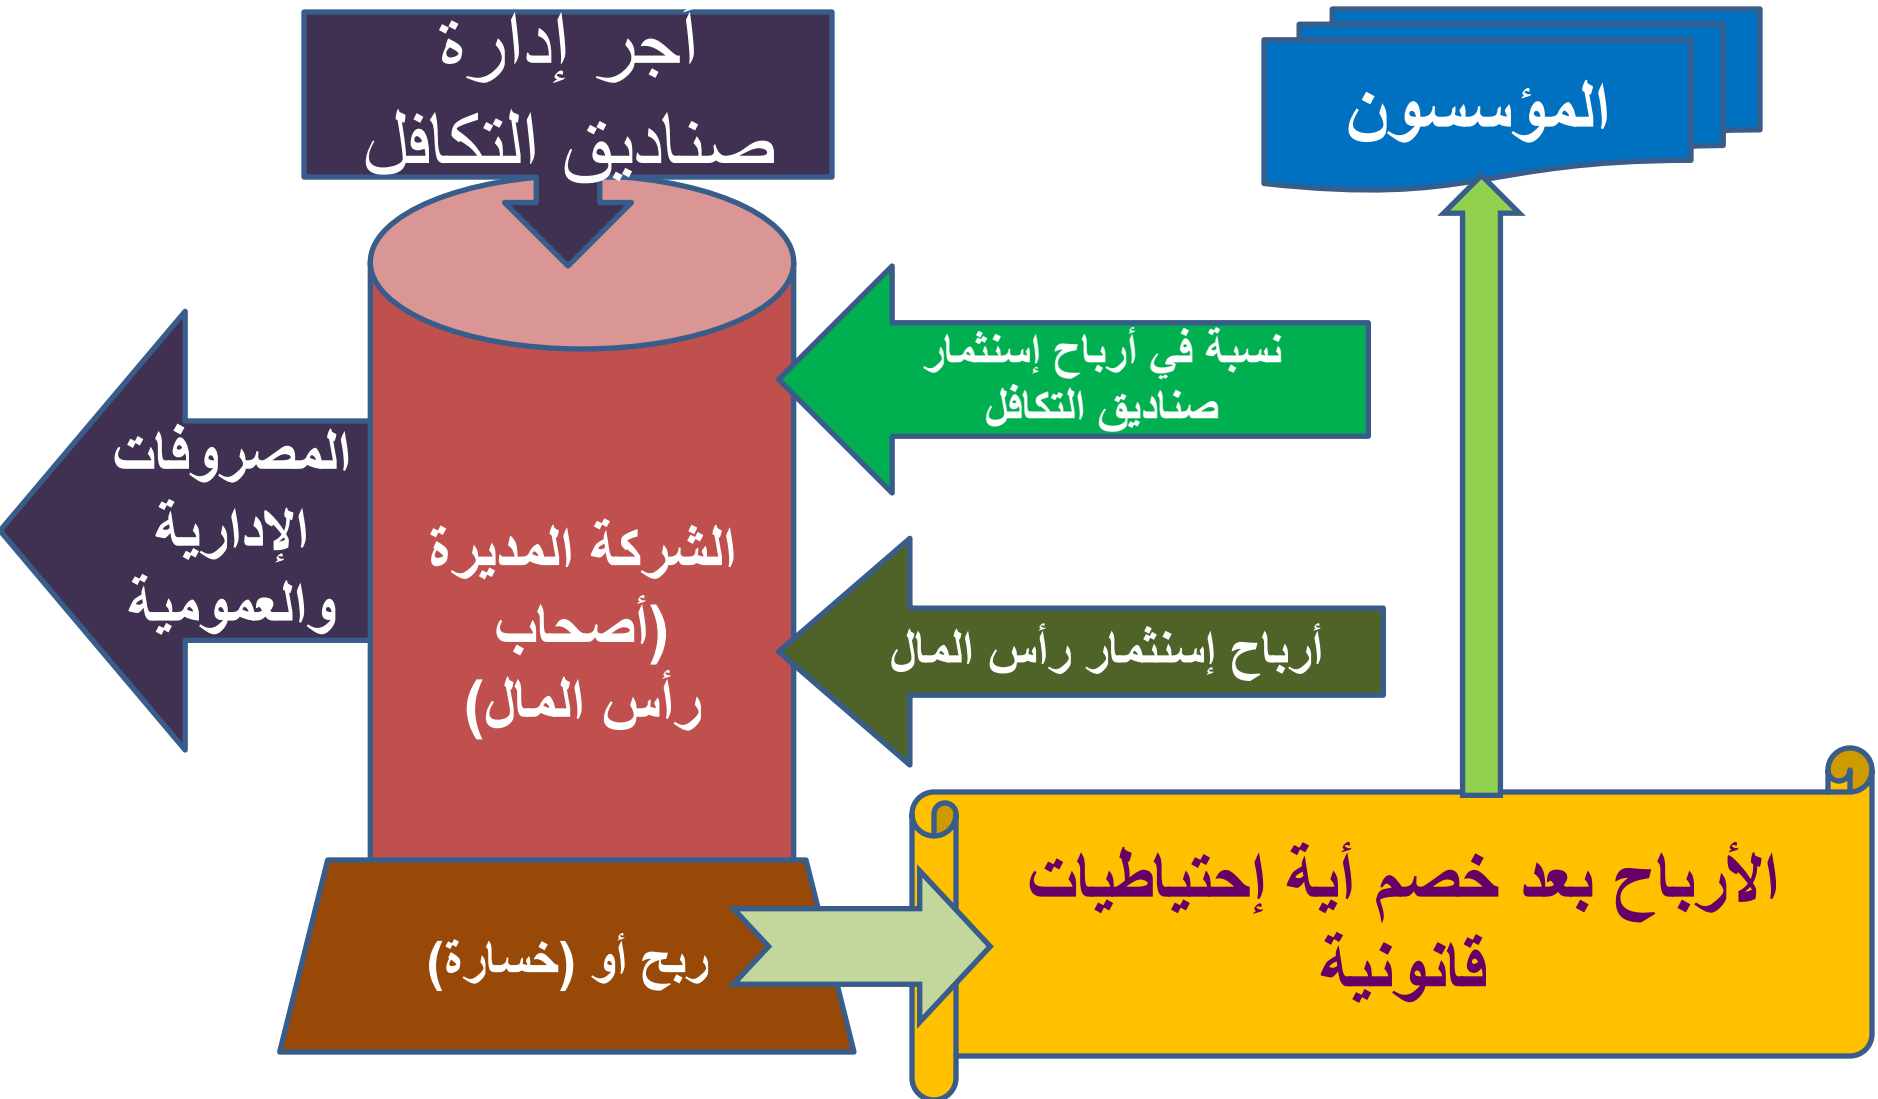 أجر إدارة
صناديق التكافل
المؤسسون
نسبة في أرباح إستثمار
صناديق التكافل
المصروفات
الإدارية
والعمومية
الشركة المديرة
(أصحاب
رأس المال)
أرباح إستثمار رأس المال
الأرباح بعد خصم أية إحتياطيات
قانونية
ربح أو (خسارة)